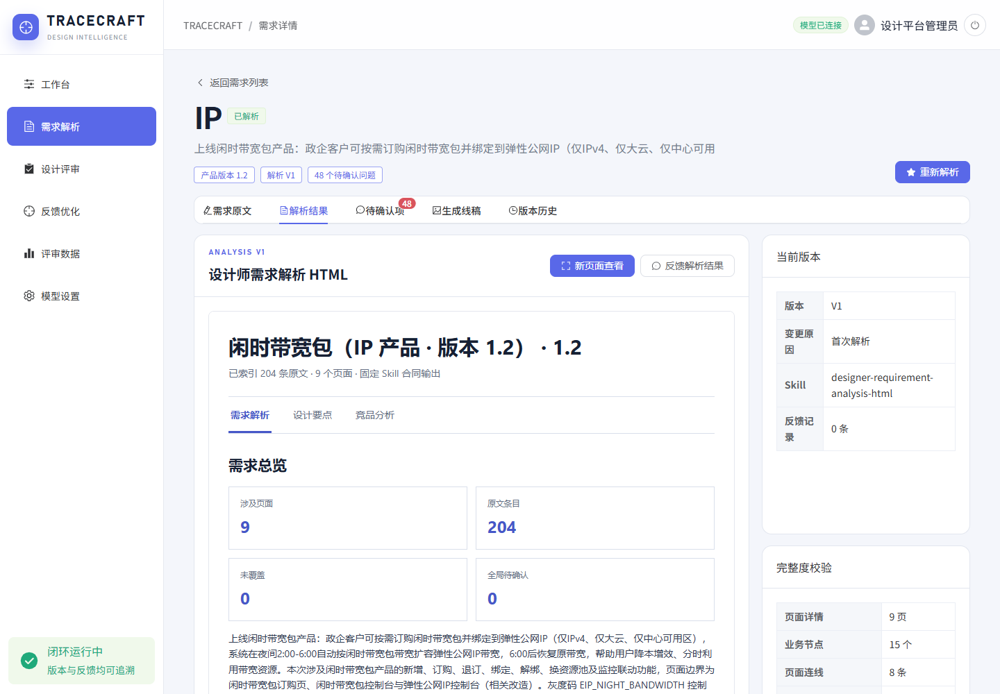 TRACECRAFT
DESIGN INTELLIGENCE
工作台
需求解析
设计评审
反馈优化
评审数据
模型设置
闭环运行中
版本与反馈均可追溯
TRACECRAFT / 需求详情
模型已连接
设计平台管理员
返回需求列表
IP
已解析
上线闲时带宽包产品：政企客户可按需订购闲时带宽包并绑定到弹性公网IP（仅IPv4、仅大云、仅中心可用
产品版本 1.2
解析 V1
48 个待确认问题
重新解析
需求原文
解析结果
待确认项
48
生成线稿
版本历史
ANALYSIS V1
设计师需求解析 HTML
新页面查看
反馈解析结果
闲时带宽包（IP 产品 · 版本 1.2） · 1.2
已索引 204 条原文 · 9 个页面 · 固定 Skill 合同输出
需求解析
设计要点
竞品分析
需求总览
涉及页面
9
原文条目
204
未覆盖
0
全局待确认
0
上线闲时带宽包产品：政企客户可按需订购闲时带宽包并绑定到弹性公网IP（仅IPv4、仅大云、仅中心可用区），
系统在夜间2:00-6:00自动按闲时带宽包带宽扩容弹性公网IP带宽，6:00后恢复原带宽，帮助用户降本增效、分时利
用带宽资源。本次涉及闲时带宽包产品的新增、订购、退订、绑定、解绑、换资源池及监控联动功能，页面边界为
闲时带宽包订购页、闲时带宽包控制台与弹性公网IP控制台（相关改造）。灰度码 EIP_NIGHT_BANDWIDTH 控制
当前版本
版本
V1
变更原
因
首次解析
Skill
designer-requirement-
analysis-html
反馈记
录
0 条
完整度校验
页面详情
9 页
业务节点
15 个
页面连线
8 条